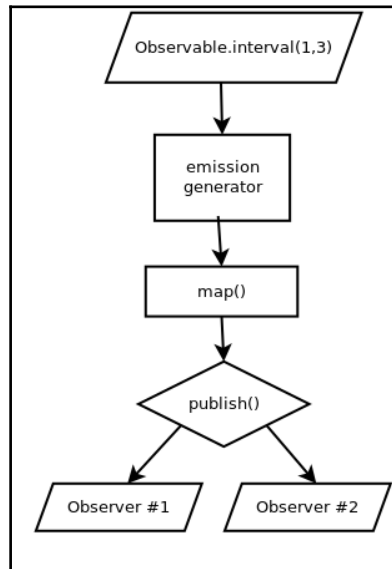 Observable.interval(1,3)
emission
generator
map()
publish()
Observer #1
Observer #2